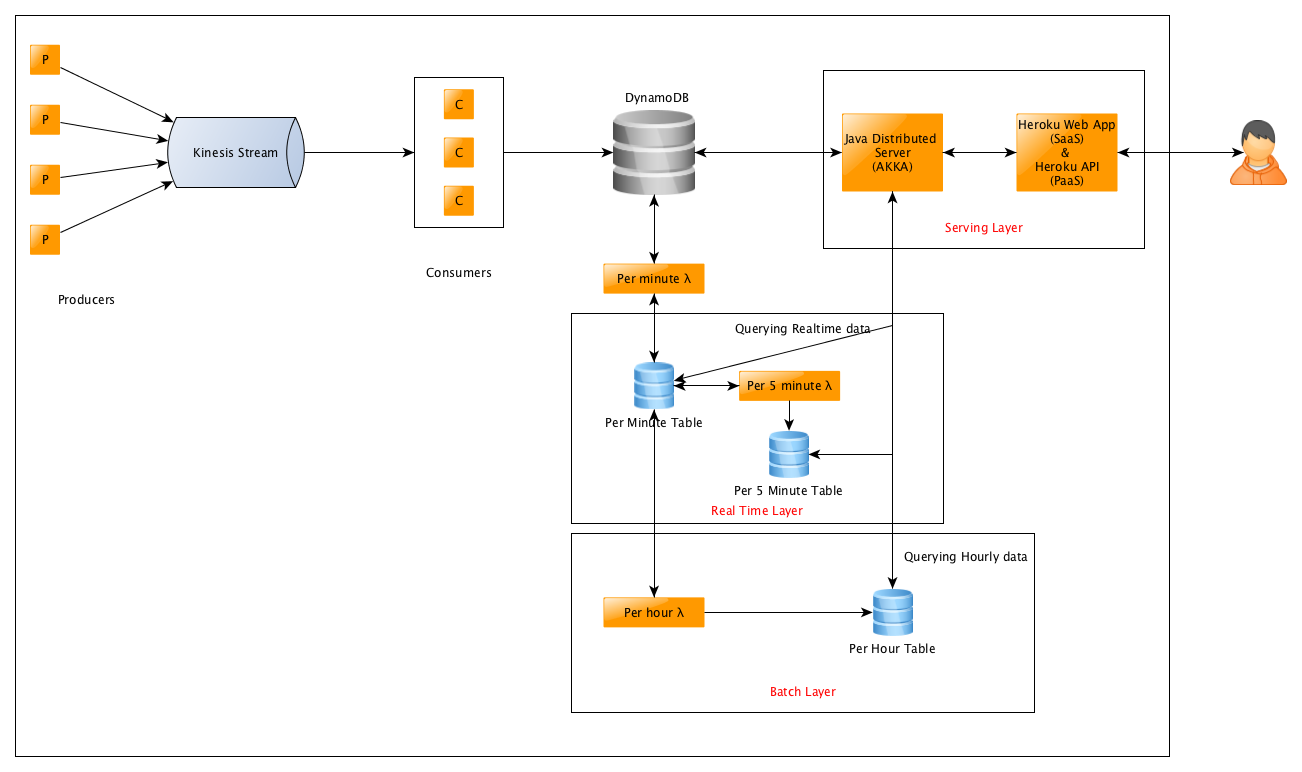 P
P
P
P
Producers
Kinesis Stream
C
C
C
Consumers
DynamoDB
Java Distributed
Server
(AKKA)
Heroku Web App
(SaaS)
&
Heroku API
(PaaS)
Serving Layer
Per minute λ
Querying Realtime data
Per 5 minute λ
Per Minute Table
Per 5 Minute Table
Real Time Layer
Querying Hourly data
Per hour λ
Per Hour Table
Batch Layer